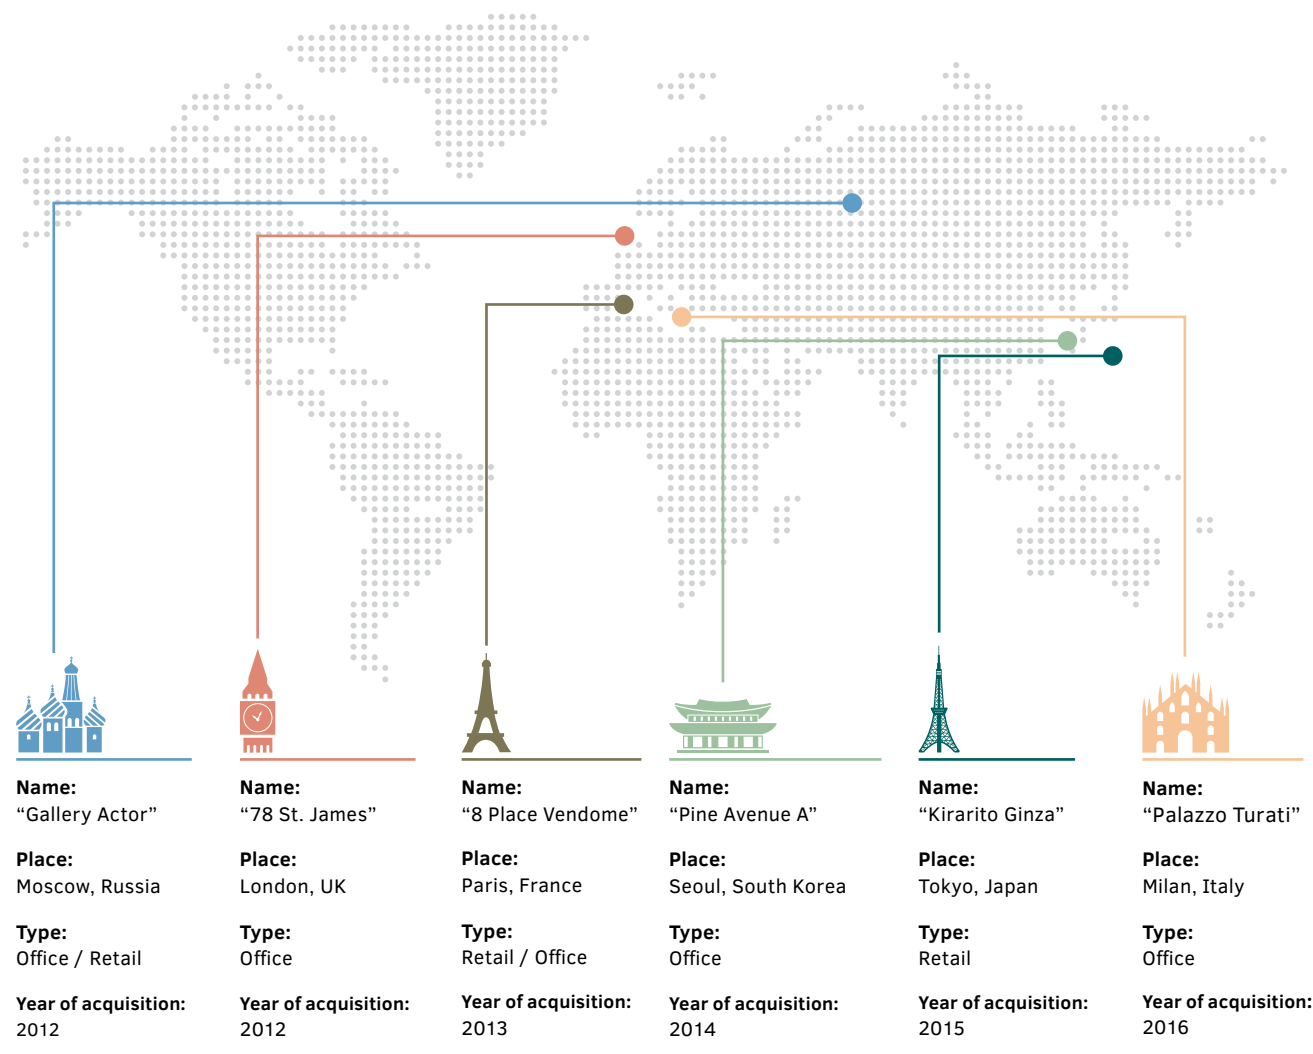 Name:
“Gallery Actor”
Place:
Moscow, Russia
Type:
Office / Retail
Year of acquisition:
2012
Name:
“78 St. James”
Place:
London, UK
Type:
Office
Year of acquisition:
2012
Name:
“8 Place Vendome”
Place:
Paris, France
Type:
Retail / Office
Year of acquisition:
2013
Name:
“Pine Avenue A”
Place:
Seoul, South Korea
Type:
Office
Year of acquisition:
2014
Name:
“Kirarito Ginza”
Place:
Tokyo, Japan
Type:
Retail
Year of acquisition:
2015
Name:
“Palazzo Turati”
Place:
Milan, Italy
Type:
Office
Year of acquisition:
2016